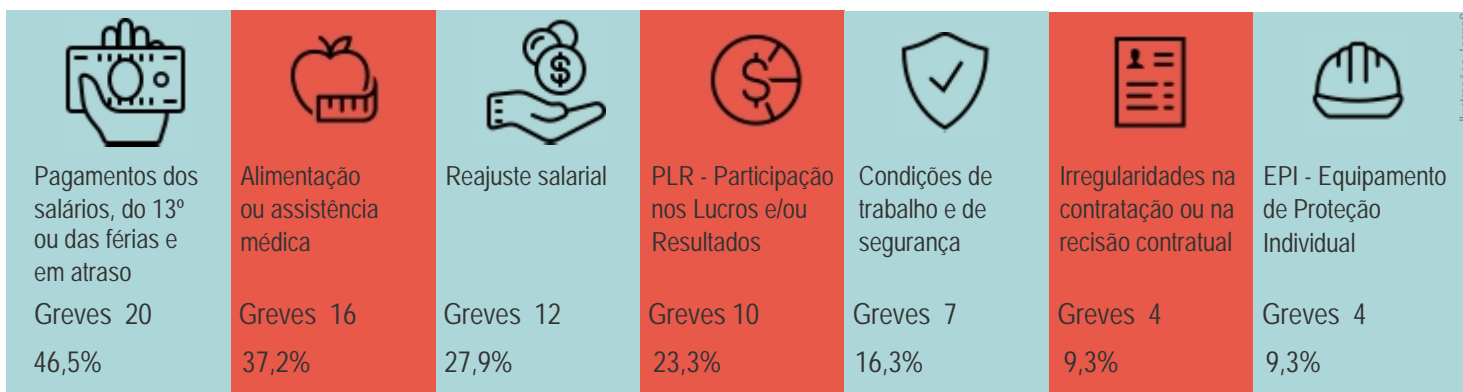 Pagamentos dos
salários, do 13º
ou das férias e
em atraso
Greves 20
46,5%
Alimentação
ou assistência
médica
Greves 16
37,2%
Reajuste salarial
Greves 12
27,9%
PLR - Participação
nos Lucros e/ou
Resultados
Greves 10
23,3%
Condições de
trabalho e de
segurança
Greves 7
16,3%
Irregularidades na
contratação ou na
recisão contratual
Greves 4
9,3%
EPI - Equipamento
de Proteção
Individual
Greves 4
9,3%